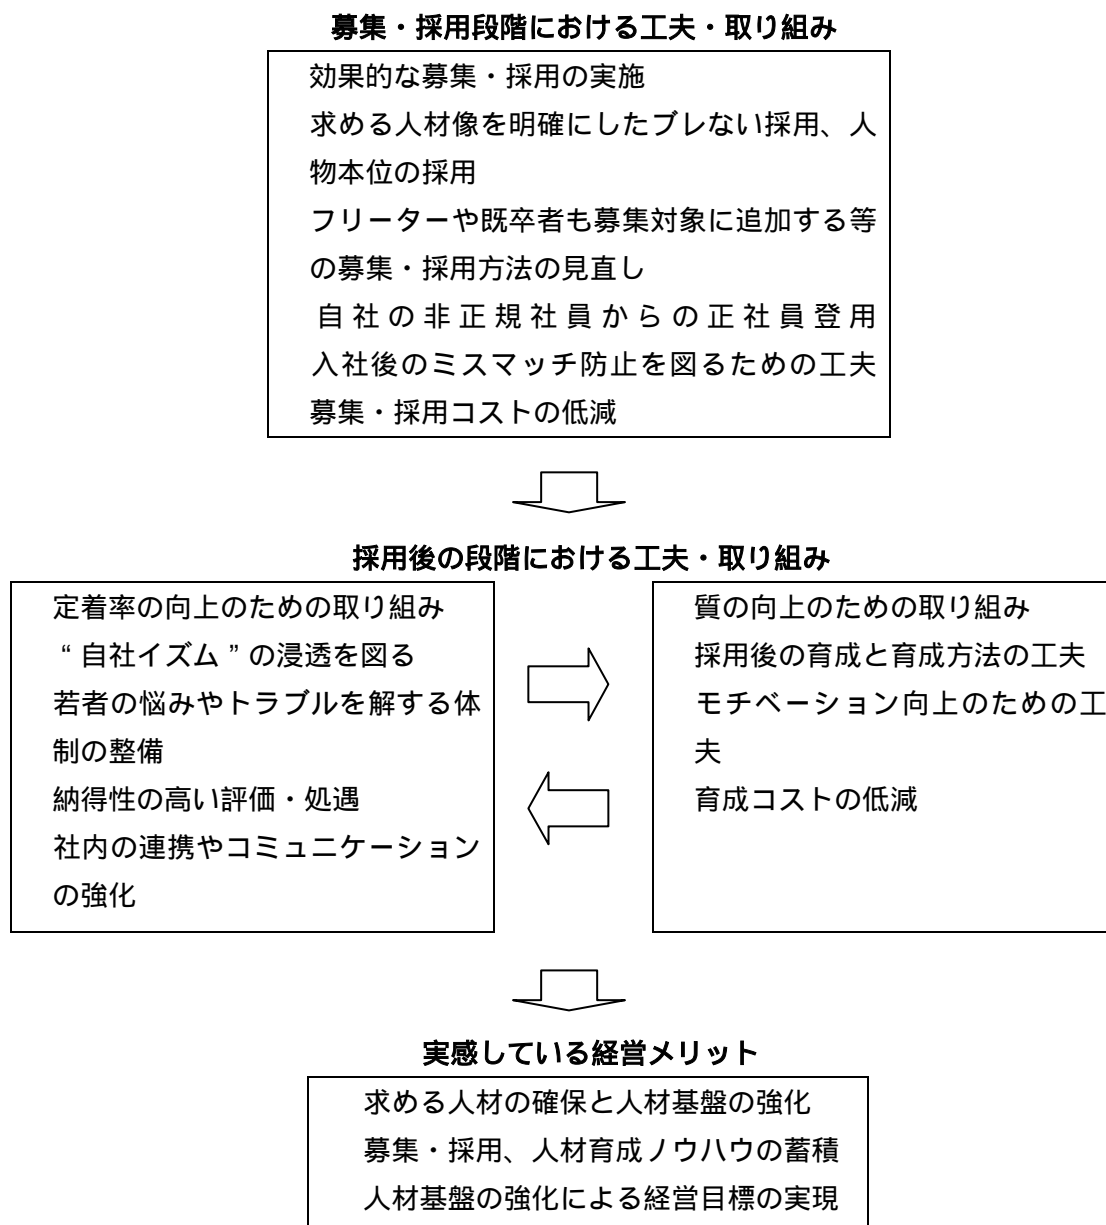 募集・採用段階における工夫・取り組み
効果的な募集・採用の実施
求める人材像を明確にしたブレない採用、人
物本位の採用
フリーターや既卒者も募集対象に追加する等
の募集・採用方法の見直し
自社の非正規社員からの正社員登用
入社後のミスマッチ防止を図るための工夫
募集・採用コストの低減
採用後の段階における工夫・取り組み
定着率の向上のための取り組み
“自社イズム”の浸透を図る
若者の悩みやトラブルを解する体
制の整備
納得性の高い評価・処遇
社内の連携やコミュニケーション
の強化
質の向上のための取り組み
採用後の育成と育成方法の工夫
モチベーション向上のための工
夫
育成コストの低減
実感している経営メリット
求める人材の確保と人材基盤の強化
募集・採用、人材育成ノウハウの蓄積
人材基盤の強化による経営目標の実現